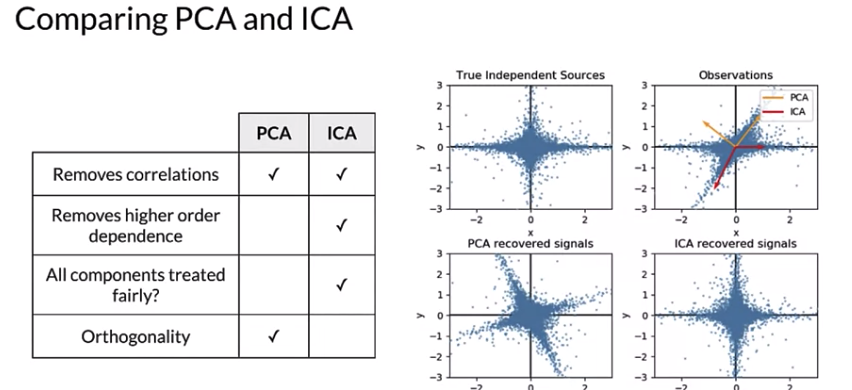 Comparing PCA and ICA
PCA ICA
Removes correlations ✓ ✓
Removes higher order
dependence ✓
All components treated
fairly? ✓
Orthogonality ✓
True Independent Sources
3
2
1
0
−1
−2
−3
y
−2 0 2
x
Observations
PCA
ICA
3
2
1
0
−1
−2
−3
y
−2 0 2
x
PCA recovered signals
3
2
1
0
−1
−2
−3
y
−2 0 2
ICA recovered signals
3
2
1
0
−1
−2
−3
y
−2 0 2